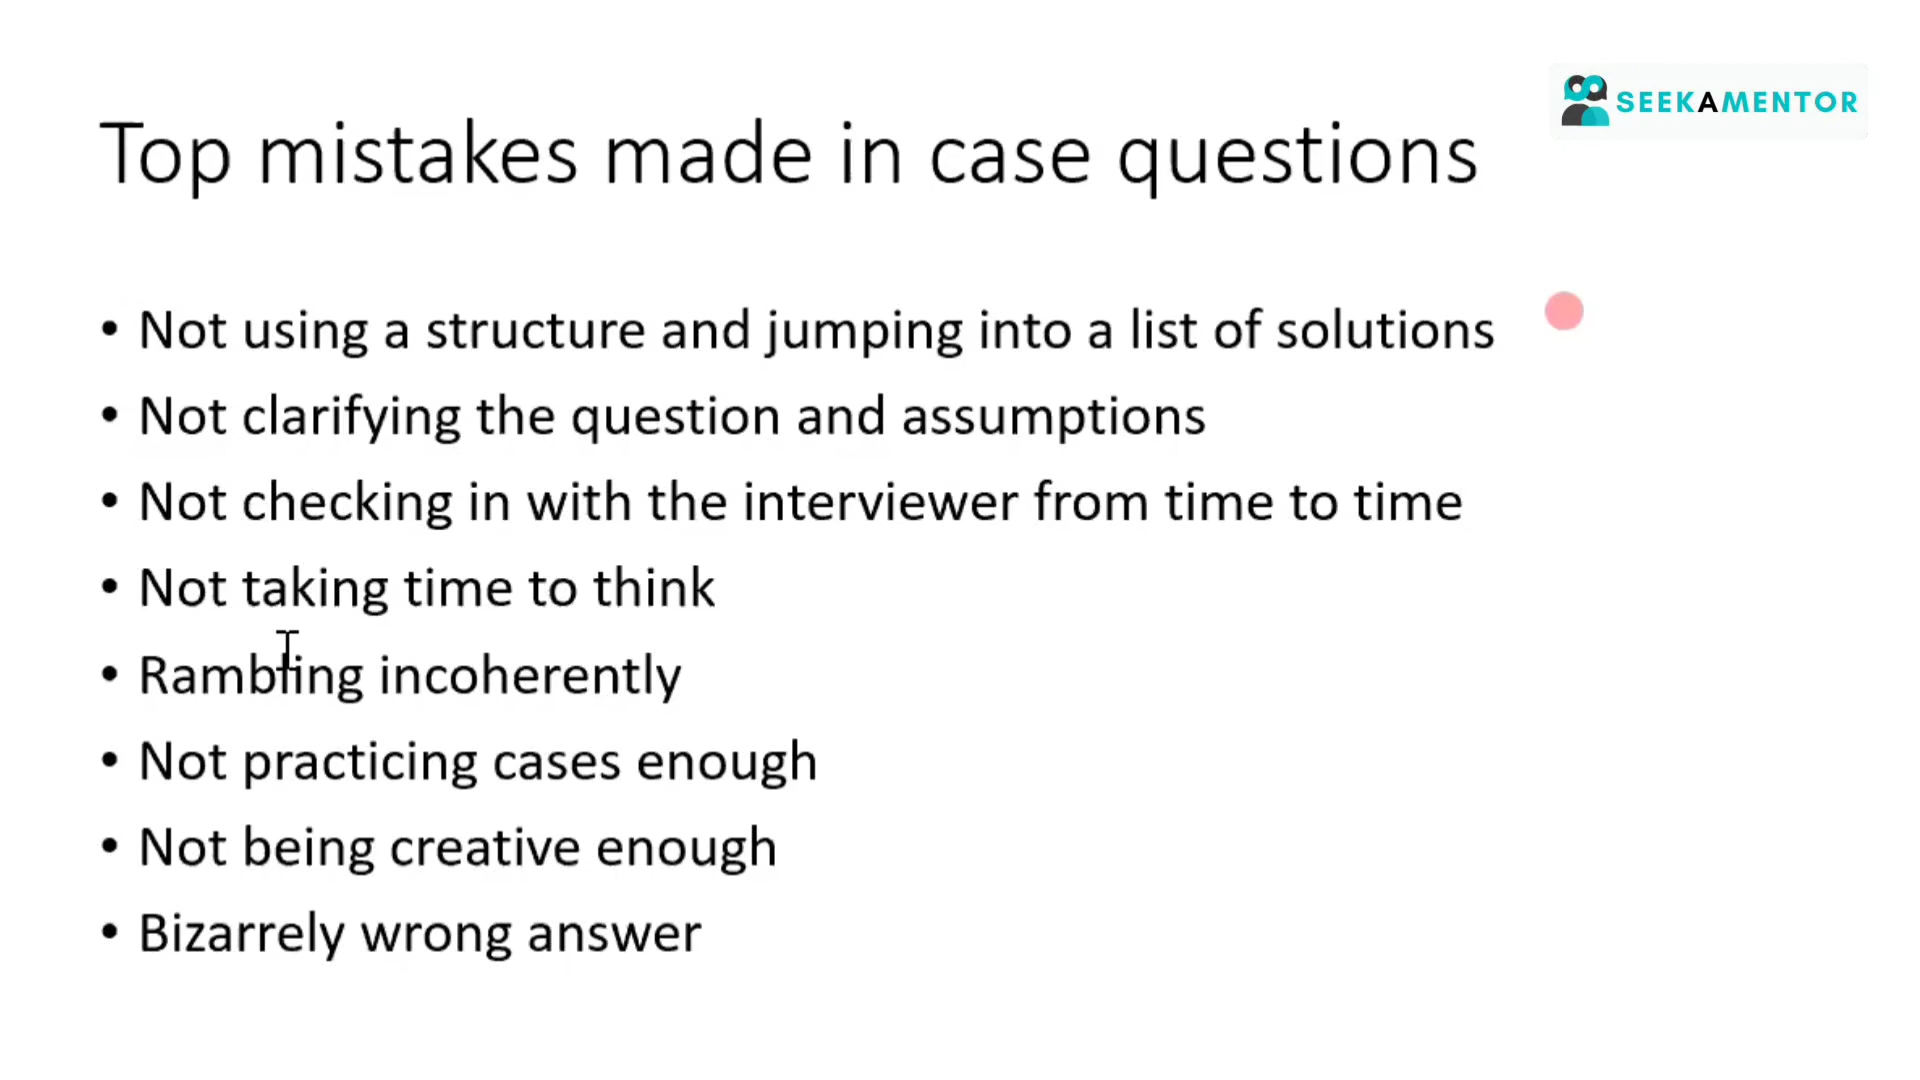 SEEKAMENTOR
Top mistakes made in case questions
• Not using a structure and jumping into a list of solutions
• Not clarifying the question and assumptions
• Not checking in with the interviewer from time to time
• Not taking time to think
• Rambling incoherently
• Not practicing cases enough
• Not being creative enough
• Bizarrely wrong answer